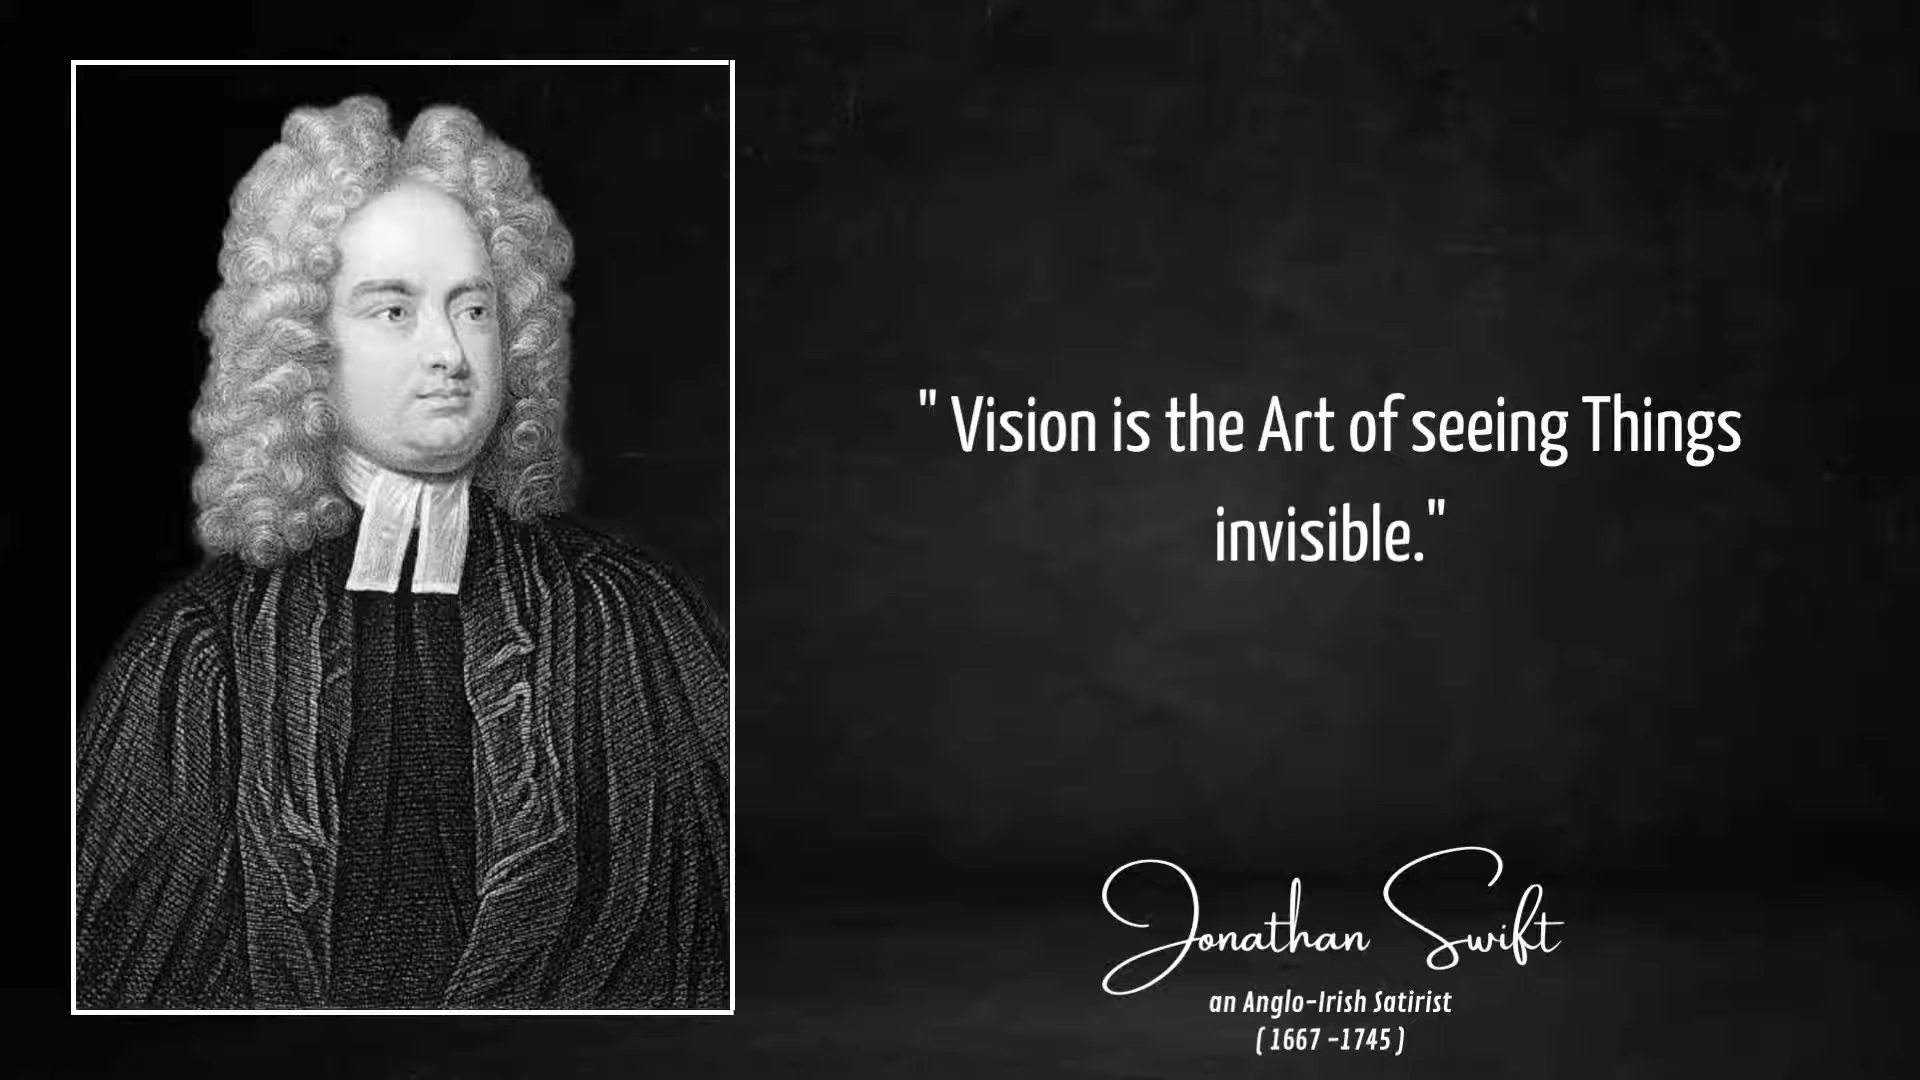 " Vision is the Art of seeing Things
invisible."
Jonathan Swift
an Anglo-Irish Satirist
( 1667 -1745 )